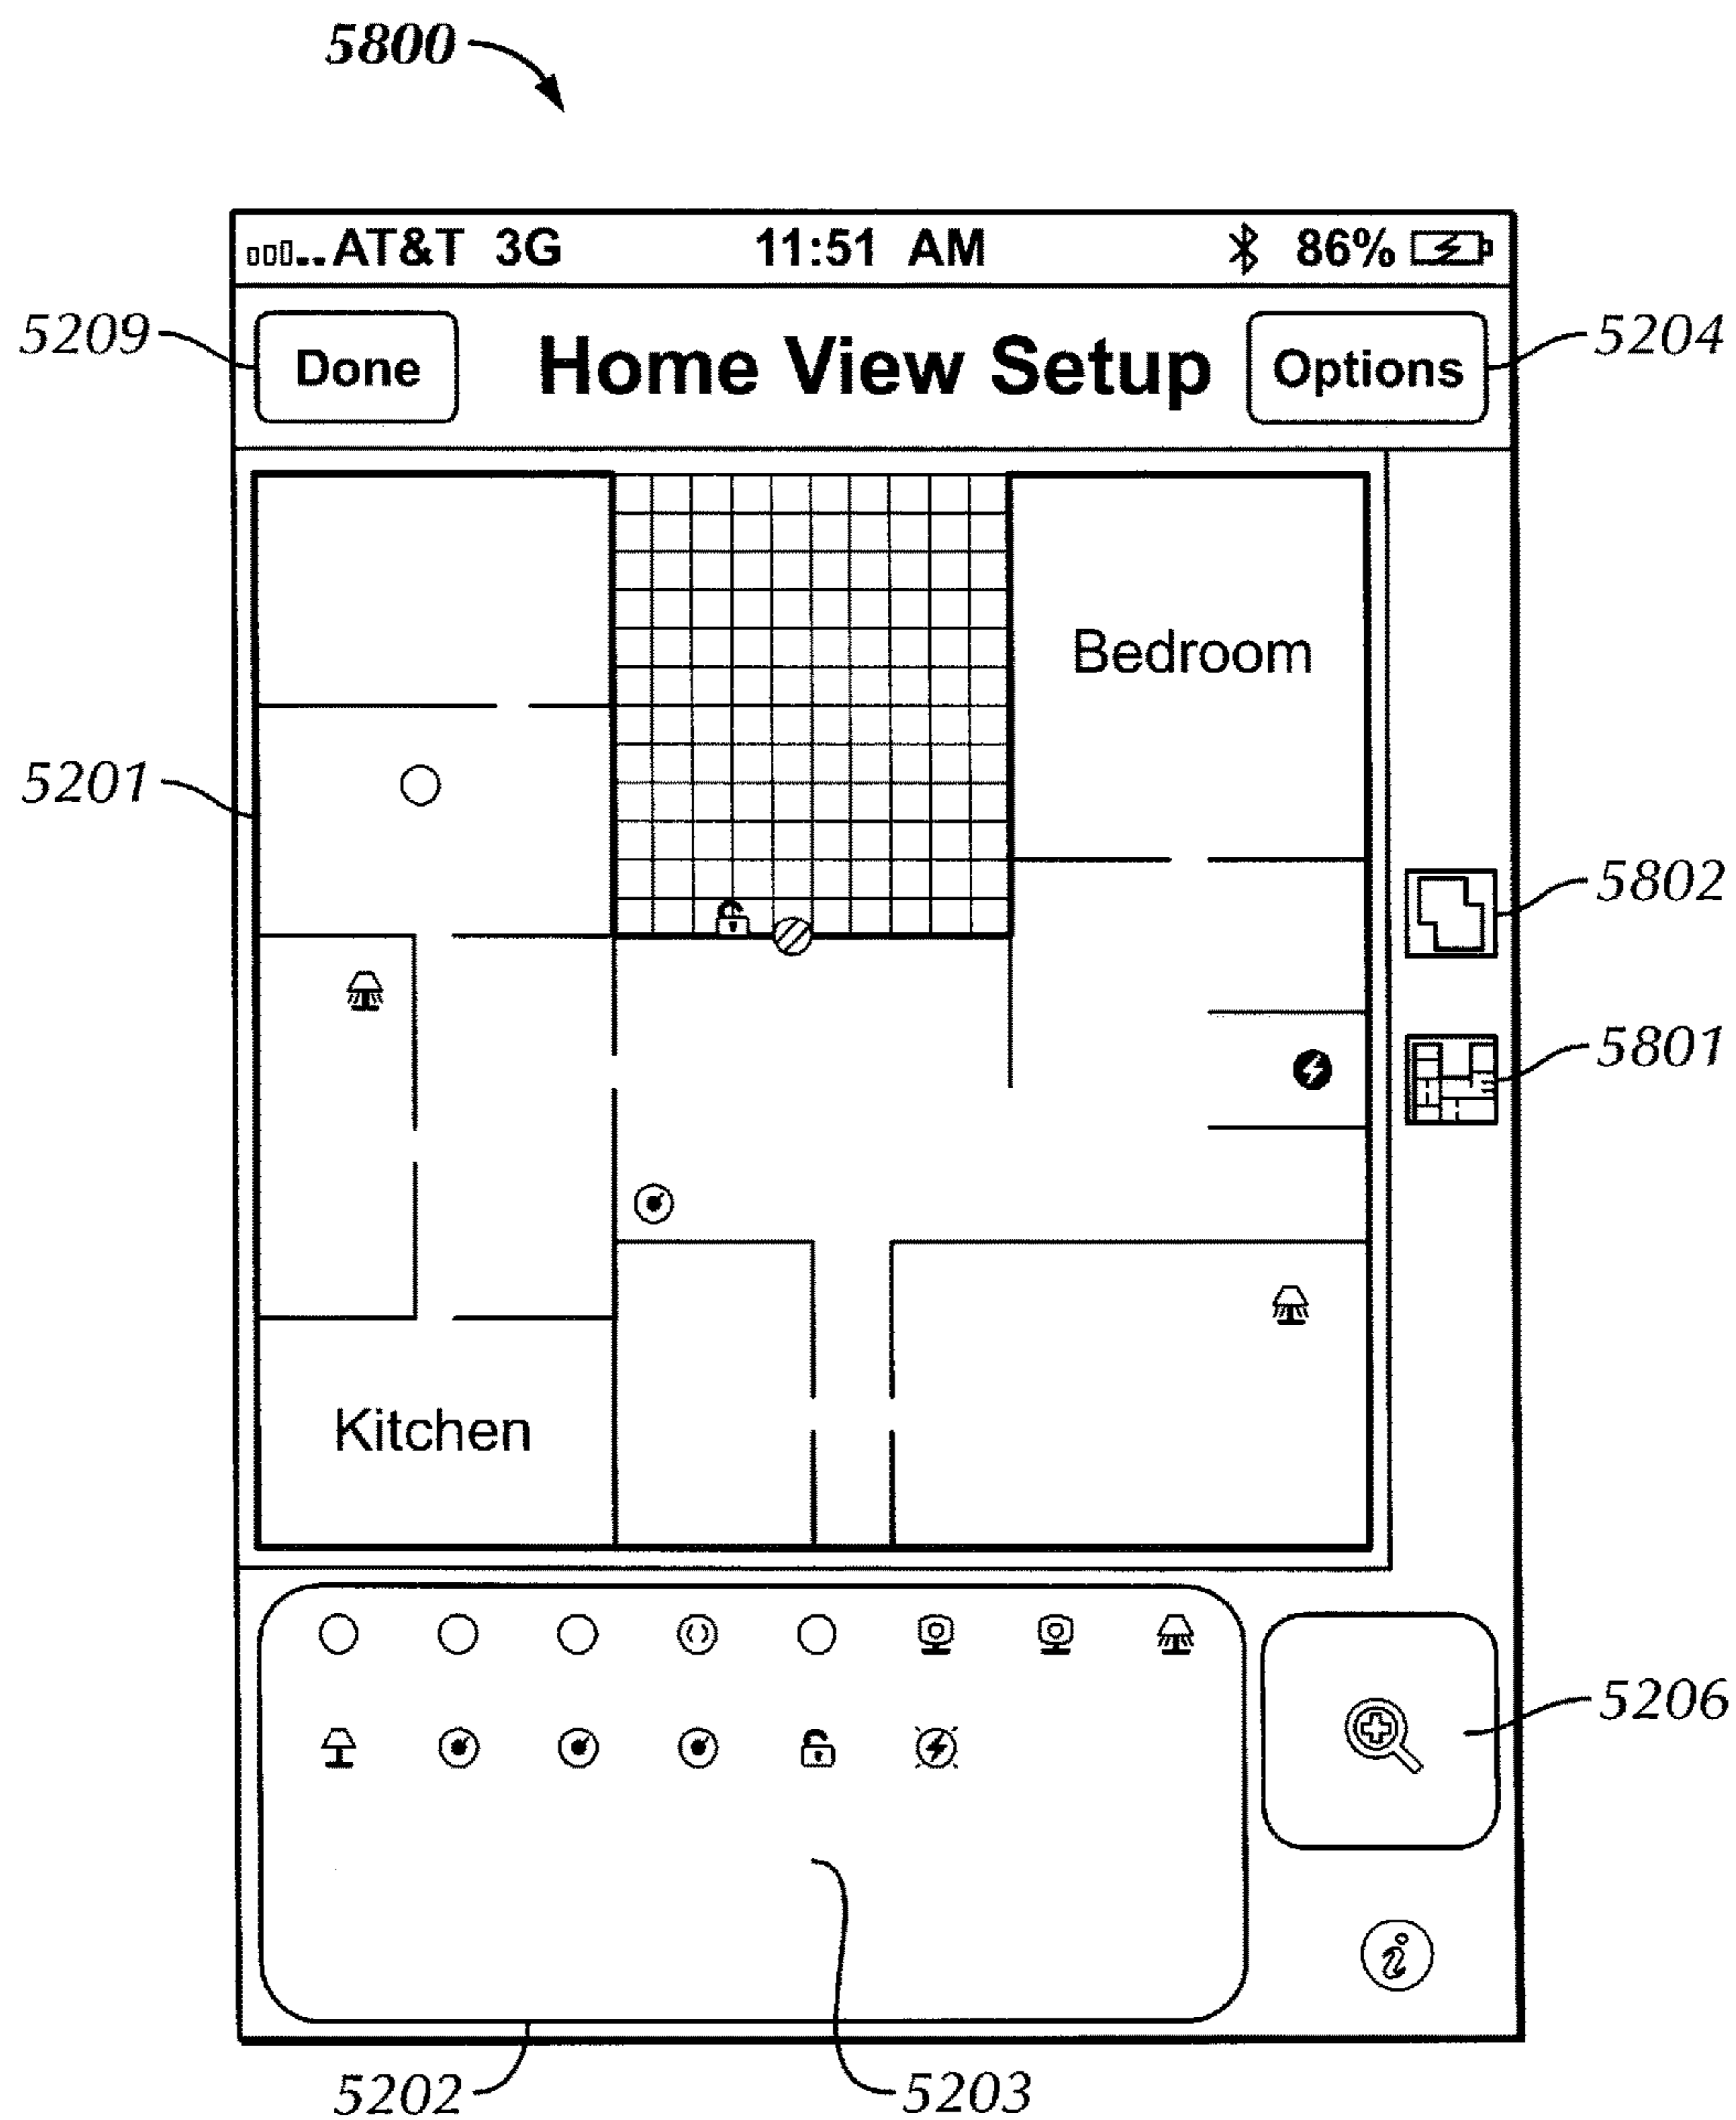 5800
AT&T 3G 11:51 AM 86%
5209 Done Home View Setup Options 5204
Bedroom
5201
5802
5801
Kitchen
5206
i
5202 5203